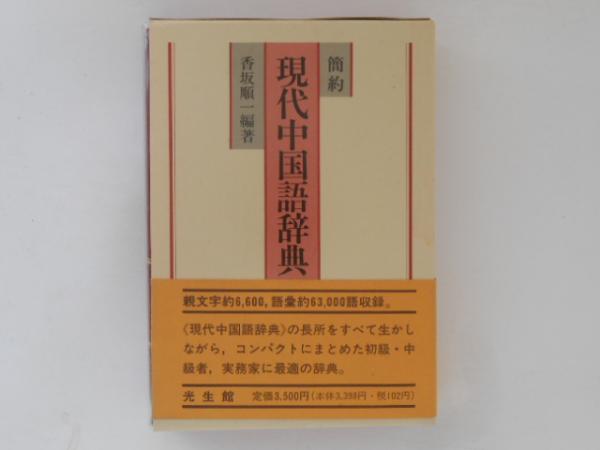 簡約
現代中国語辞典
香坂順一編著
親文字約6,600,語彙約63,000語収録。
《現代中国語辞典》の長所をすべて生かし
ながら，コンパクトにまとめた初級・中
級者，実務家に最適の辞典。
光生館 定価3,500円(本体3,398円・税102円)